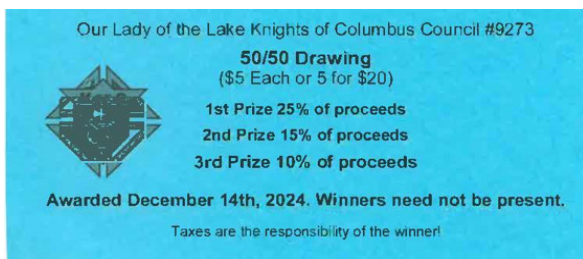 Our Lady of the Lake Knights of Columbus Council #9273
50/50 Drawing
($5 Each or 5 for $20)
1st Prize 25% of proceeds
2nd Prize 15% of proceeds
3rd Prize 10% of proceeds
Awarded December 14th, 2024. Winners need not be present.
Taxes are the responsibility of the winner!